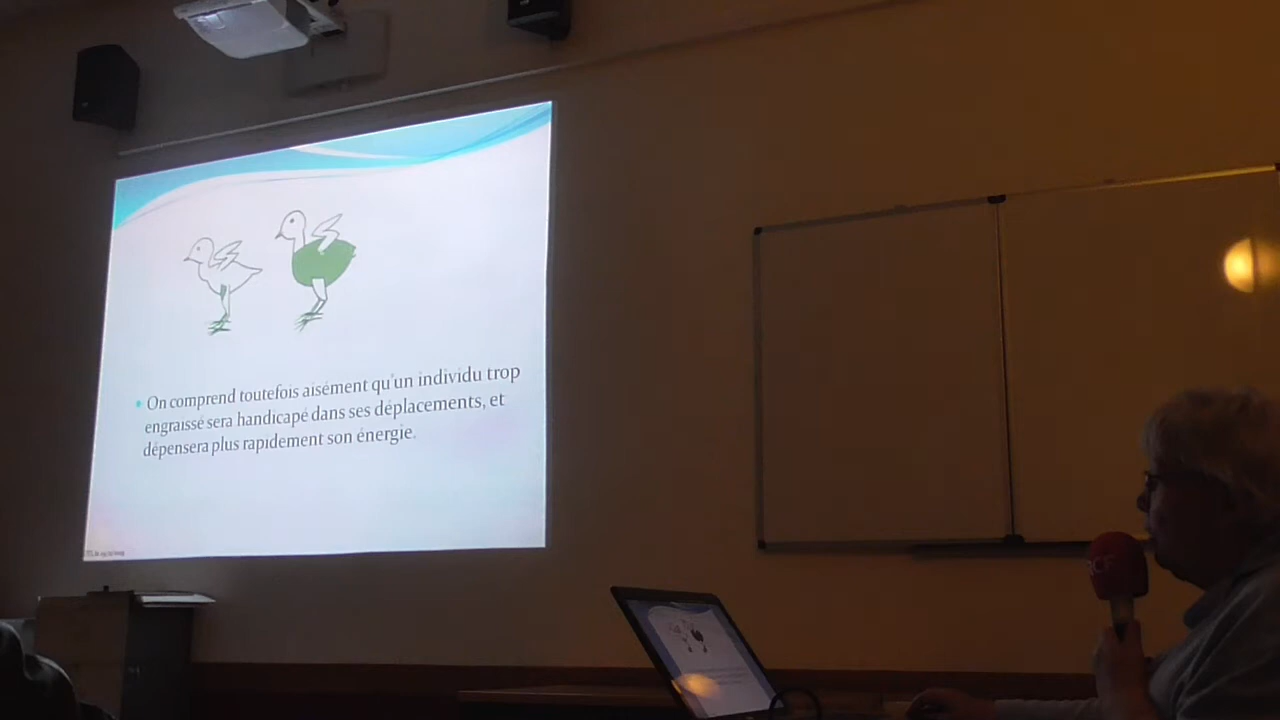 On comprend toutefois aisément qu'un individu trop
engraissé sera handicapé dans ses déplacements, et
dépensera plus rapidement son énergie.